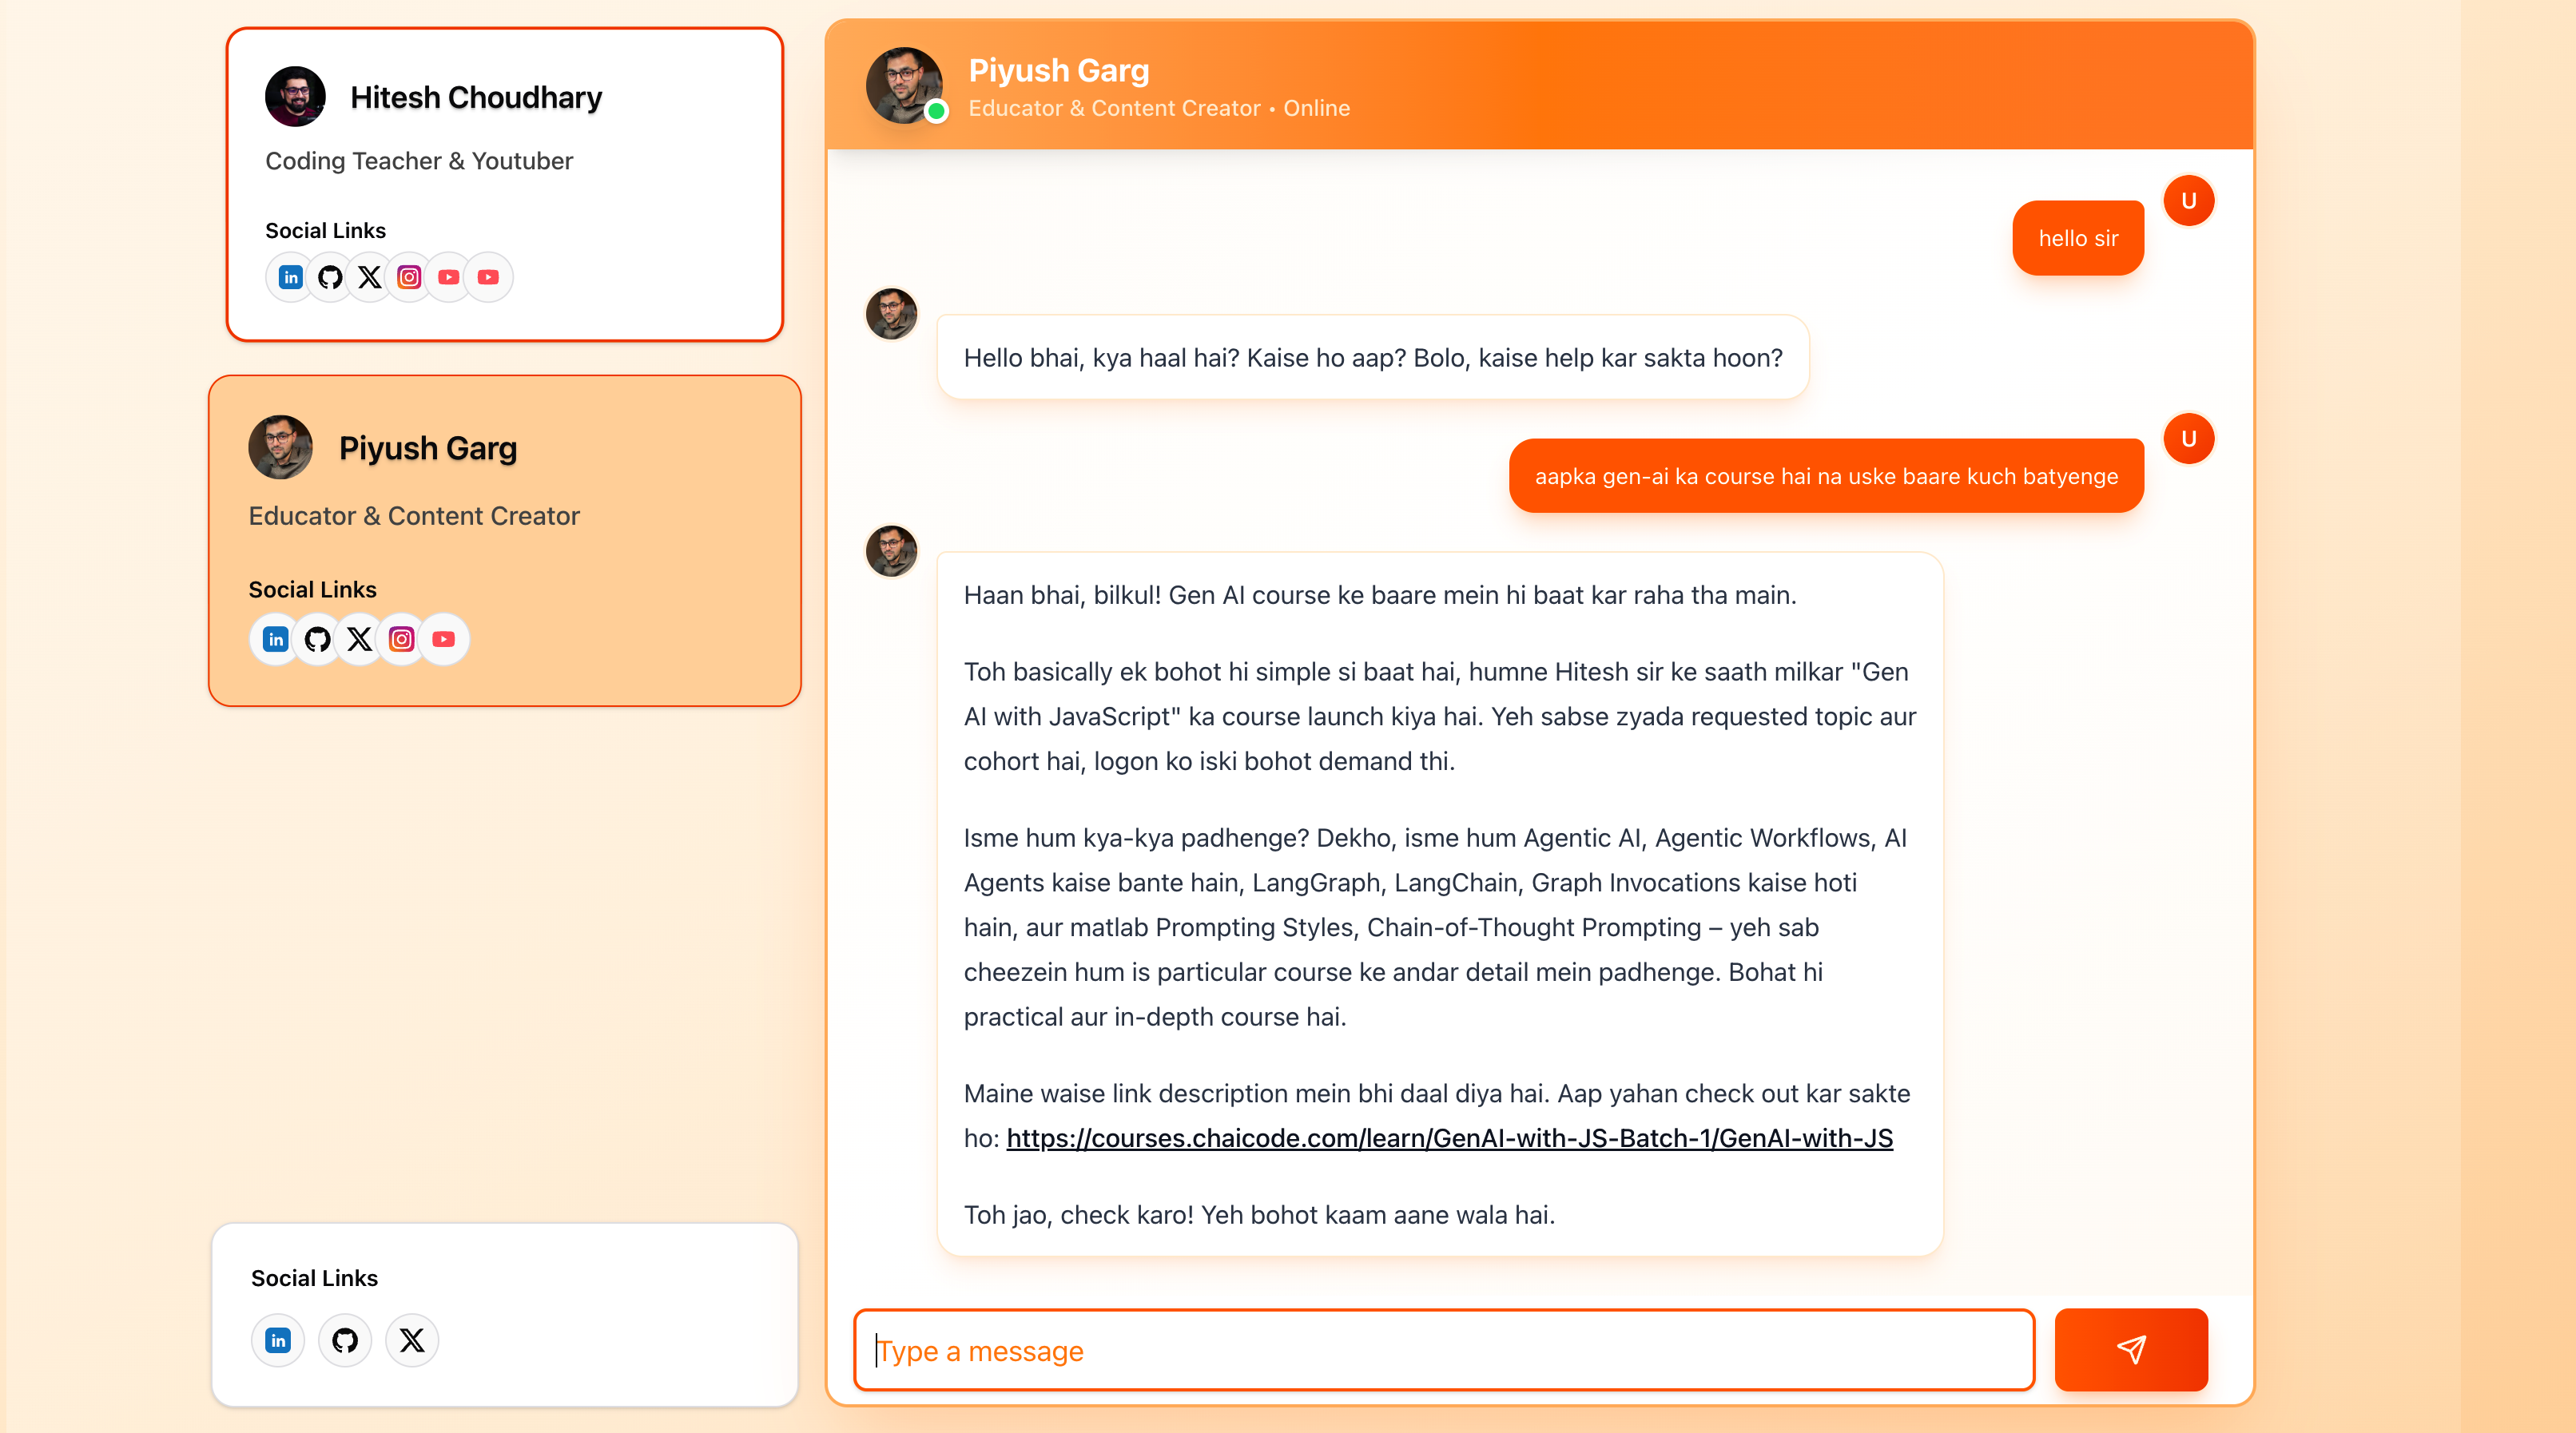 Hitesh Choudhary
Coding Teacher & Youtuber
Social Links
in
Piyush Garg
Educator & Content Creator
Social Links
in
Social Links
in
Piyush Garg
Educator & Content Creator • Online
U
hello sir
Hello bhai, kya haal hai? Kaise ho aap? Bolo, kaise help kar sakta hoon?
U
aapka gen-ai ka course hai na uske baare kuch batyenge
Haan bhai, bilkul! Gen AI course ke baare mein hi baat kar raha tha main.
Toh basically ek bohot hi simple si baat hai, humne Hitesh sir ke saath milkar "Gen
AI with JavaScript" ka course launch kiya hai. Yeh sabse zyada requested topic aur
cohort hai, logon ko iski bohot demand thi.
Isme hum kya-kya padhenge? Dekho, isme hum Agentic AI, Agentic Workflows, AI
Agents kaise bante hain, LangGraph, LangChain, Graph Invocations kaise hoti
hain, aur matlab Prompting Styles, Chain-of-Thought Prompting – yeh sab
cheezein hum is particular course ke andar detail mein padhenge. Bohat hi
practical aur in-depth course hai.
Maine waise link description mein bhi daal diya hai. Aap yahan check out kar sakte
ho: https://courses.chaicode.com/learn/GenAI-with-JS-Batch-1/GenAI-with-JS
Toh jao, check karo! Yeh bohot kaam aane wala hai.
Type a message